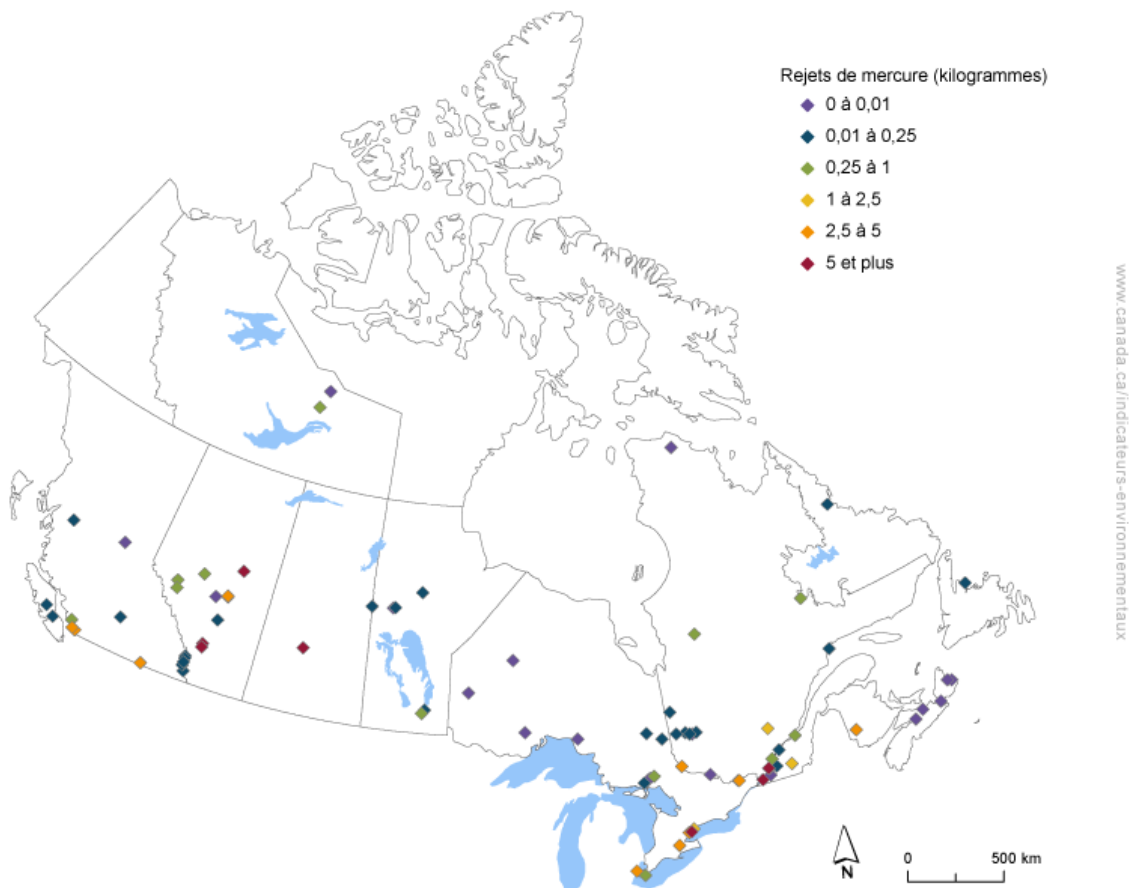 Rejets de mercure (kilogrammes)
0 à 0,01
0,01 à 0,25
0,25 à 1
1 à 2,5
2,5 à 5
5 et plus
www.canada.ca/indicateurs-environnementaux
N
0 500 km